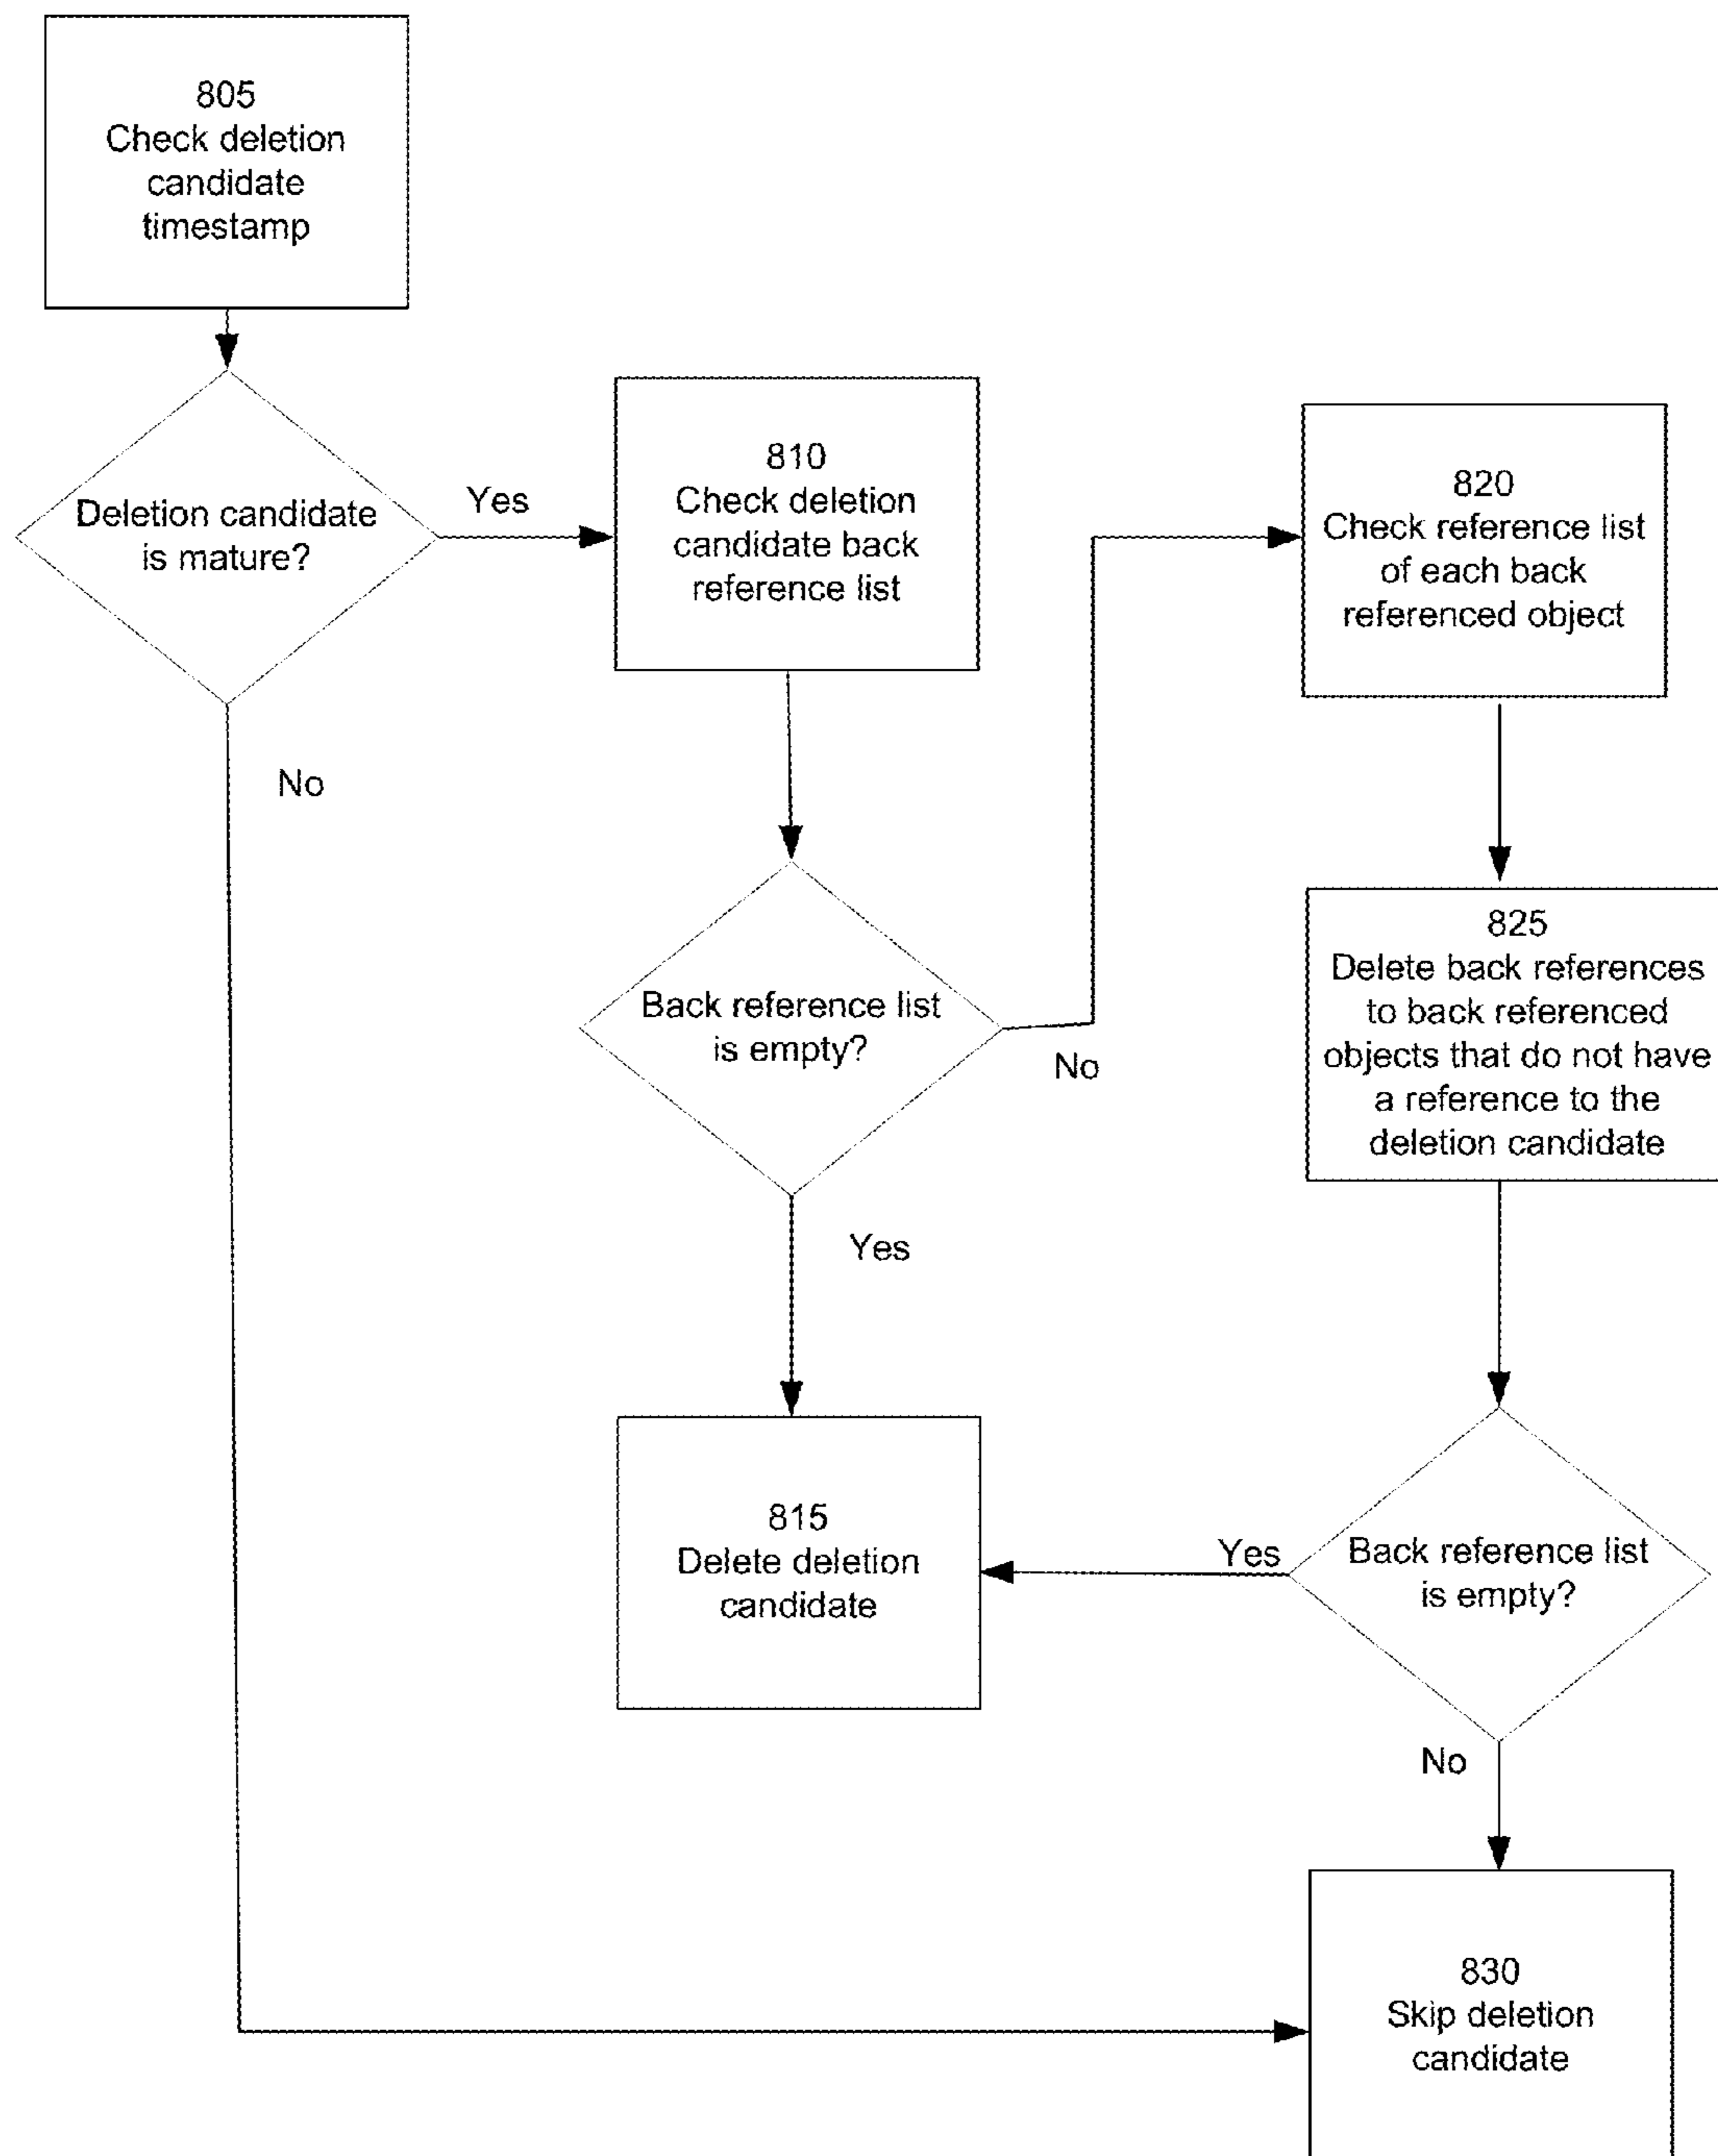 805
Check deletion
candidate
timestamp
Deletion candidate
is mature?
Yes
No
810
Check deletion
candidate back
reference list
Back reference list
is empty?
No
Yes
815
Delete deletion
candidate
820
Check reference list
of each back
referenced object
825
Delete back references
to back referenced
objects that do not have
a reference to the
deletion candidate
Back reference list
is empty?
Yes
No
830
Skip deletion
candidate